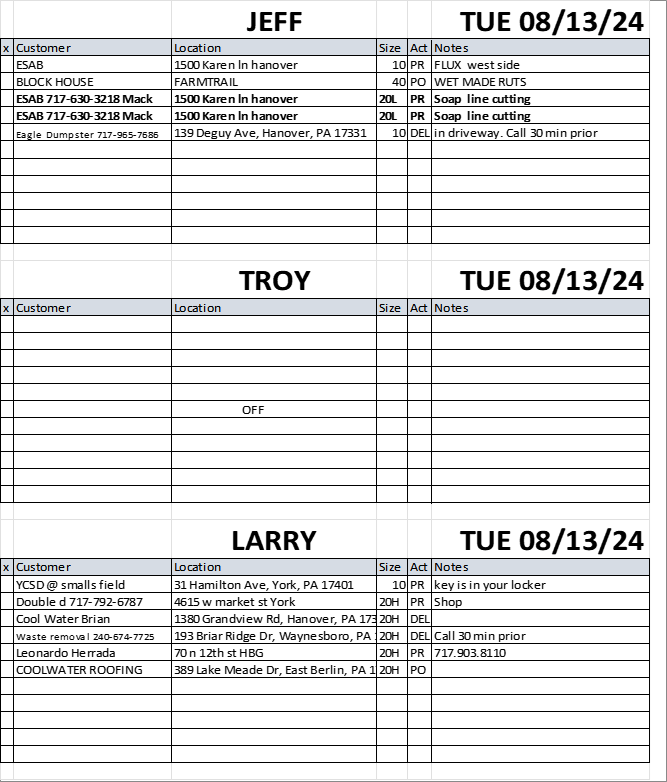 JEFF TUE 08/13/24
x Customer Location Size Act Notes
ESAB 1500 Karen ln hanover 10 PR FLUX west side
BLOCK HOUSE FARMTRAIL 40 PO WET MADE RUTS
ESAB 717-630-3218 Mack 1500 Karen ln hanover 20L PR Soap line cutting
ESAB 717-630-3218 Mack 1500 Karen ln hanover 20L PR Soap line cutting
Eagle Dumpster 717-965-7686 139 Deguy Ave, Hanover, PA 17331 10 DEL in driveway. Call 30 min prior
TROY TUE 08/13/24
x Customer Location Size Act Notes
OFF
LARRY TUE 08/13/24
x Customer Location Size Act Notes
YCSD @ smalls field 31 Hamilton Ave, York, PA 17401 10 PR key is in your locker
Double d 717-792-6787 4615 w market st York 20H PR Shop
Cool Water Brian 1380 Grandview Rd, Hanover, PA 173 20H DEL
Waste removal 240-674-7725 193 Briar Ridge Dr, Waynesboro, PA 20H DEL Call 30 min prior
Leonardo Herrada 70 n 12th st HBG 20H PR 717.903.8110
COOLWATER ROOFING 389 Lake Meade Dr, East Berlin, PA 1 20H PO